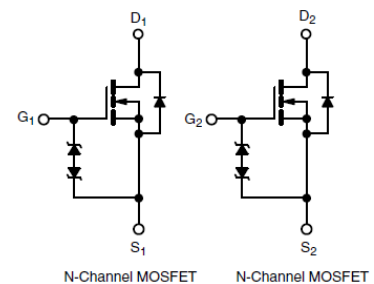 D1 D2
G1 G2
S1 S2
N-Channel MOSFET N-Channel MOSFET